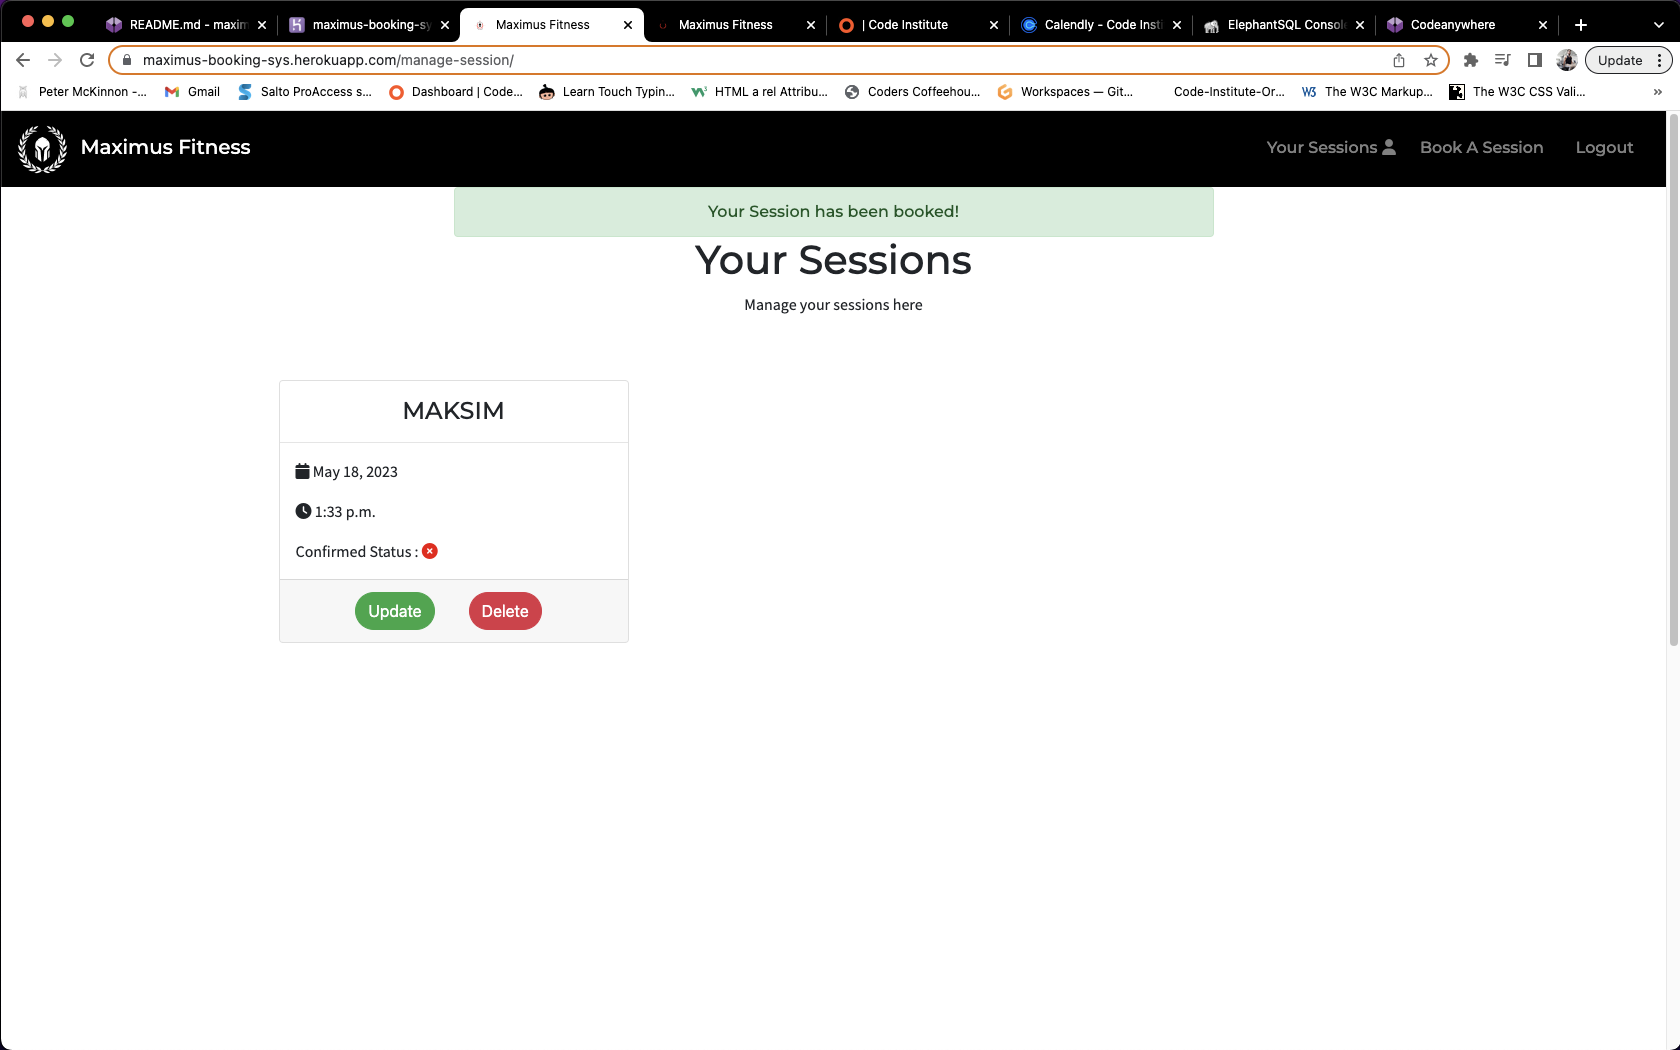 README.md - maxim
maximus-booking-sy
Maximus Fitness
Maximus Fitness
| Code Institute
Calendly - Code Insti
ElephantSQL Console
Codeanywhere
maximus-booking-sys.herokuapp.com/manage-session/
Update
Peter McKinnon -...
Gmail
Salto ProAccess s...
Dashboard | Code...
Learn Touch Typin...
HTML a rel Attribu...
Coders Coffeehou...
Workspaces — Git...
Code-Institute-Or...
The W3C Markup...
The W3C CSS Vali...
Maximus Fitness
Your Sessions
Book A Session
Logout
Your Session has been booked!
Your Sessions
Manage your sessions here
MAKSIM
May 18, 2023
1:33 p.m.
Confirmed Status :
Update
Delete